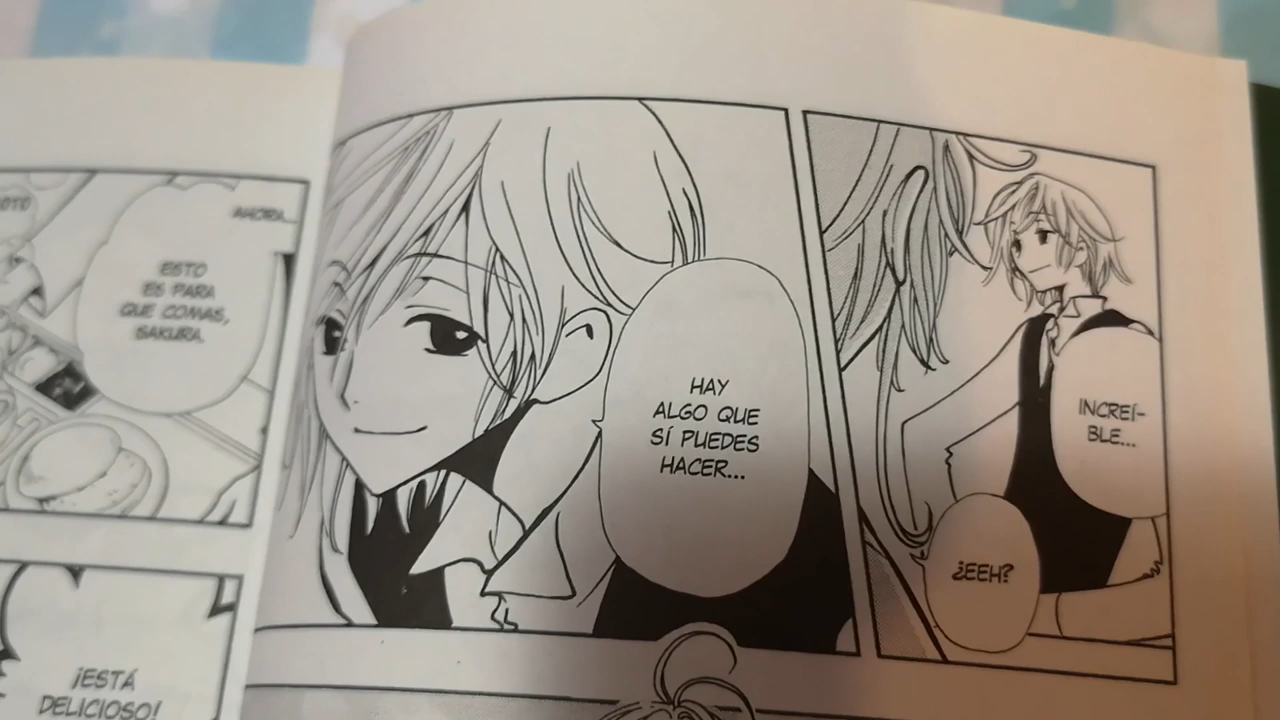 AHORA...
ESTO
ES PARA
QUE COMAS,
SAKURA.
¡ESTÁ
DELICIOSO!
HAY
ALGO QUE
SÍ PUEDES
HACER...
INCREÍ-
BLE...
¿EEH?